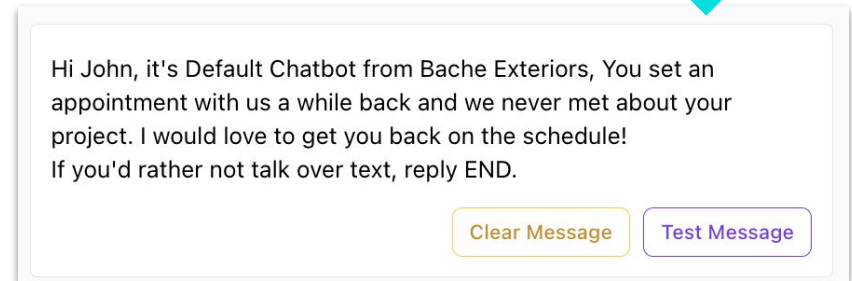 Hi John, it's Default Chatbot from Bache Exteriors, You set an
appointment with us a while back and we never met about your
project. I would love to get you back on the schedule!
If you'd rather not talk over text, reply END.
Clear Message Test Message